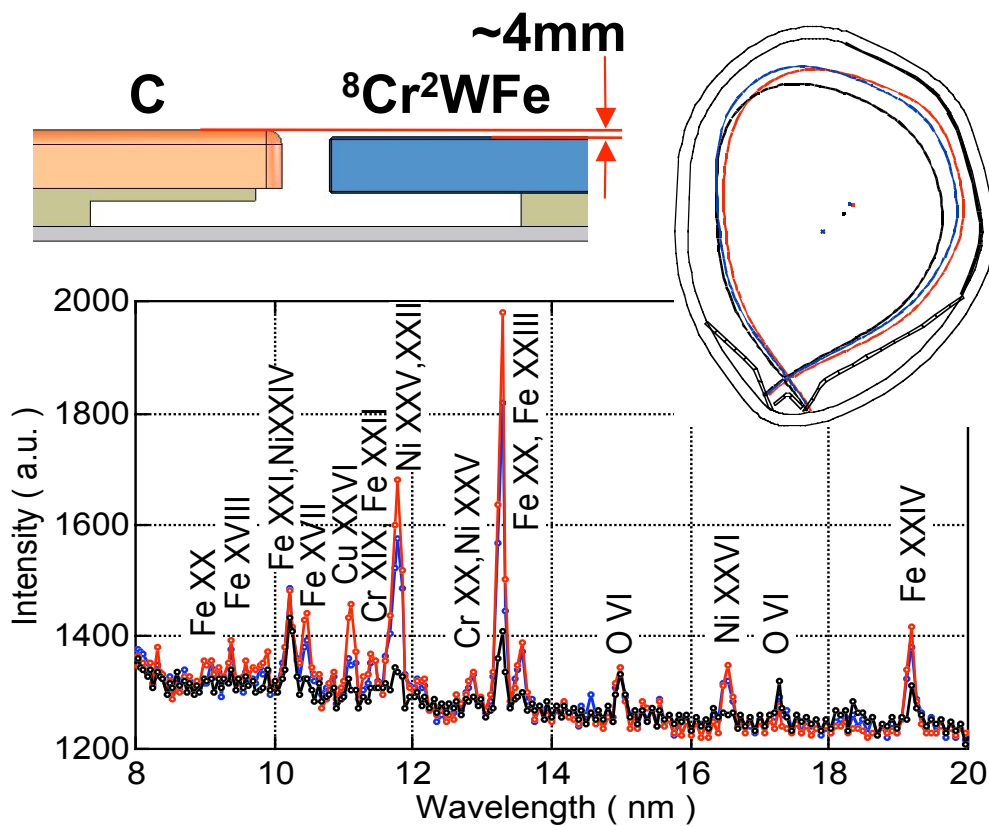 ~4mm
C
⁸Cr²WFe
2000
1800
1600
1400
1200
Intensity ( a.u. )
Fe XX
Fe XVIII
Fe XXI,NiXXIV
Fe XVIII
Cu XXVI
Cr XIX Fe XXII
Ni XXV,XXII
Cr XX,Ni XXV
Fe XX, Fe XXIII
O VI
Ni XXVI
O VI
Fe XXIV
8
10
12
14
16
18
20
Wavelength ( nm )